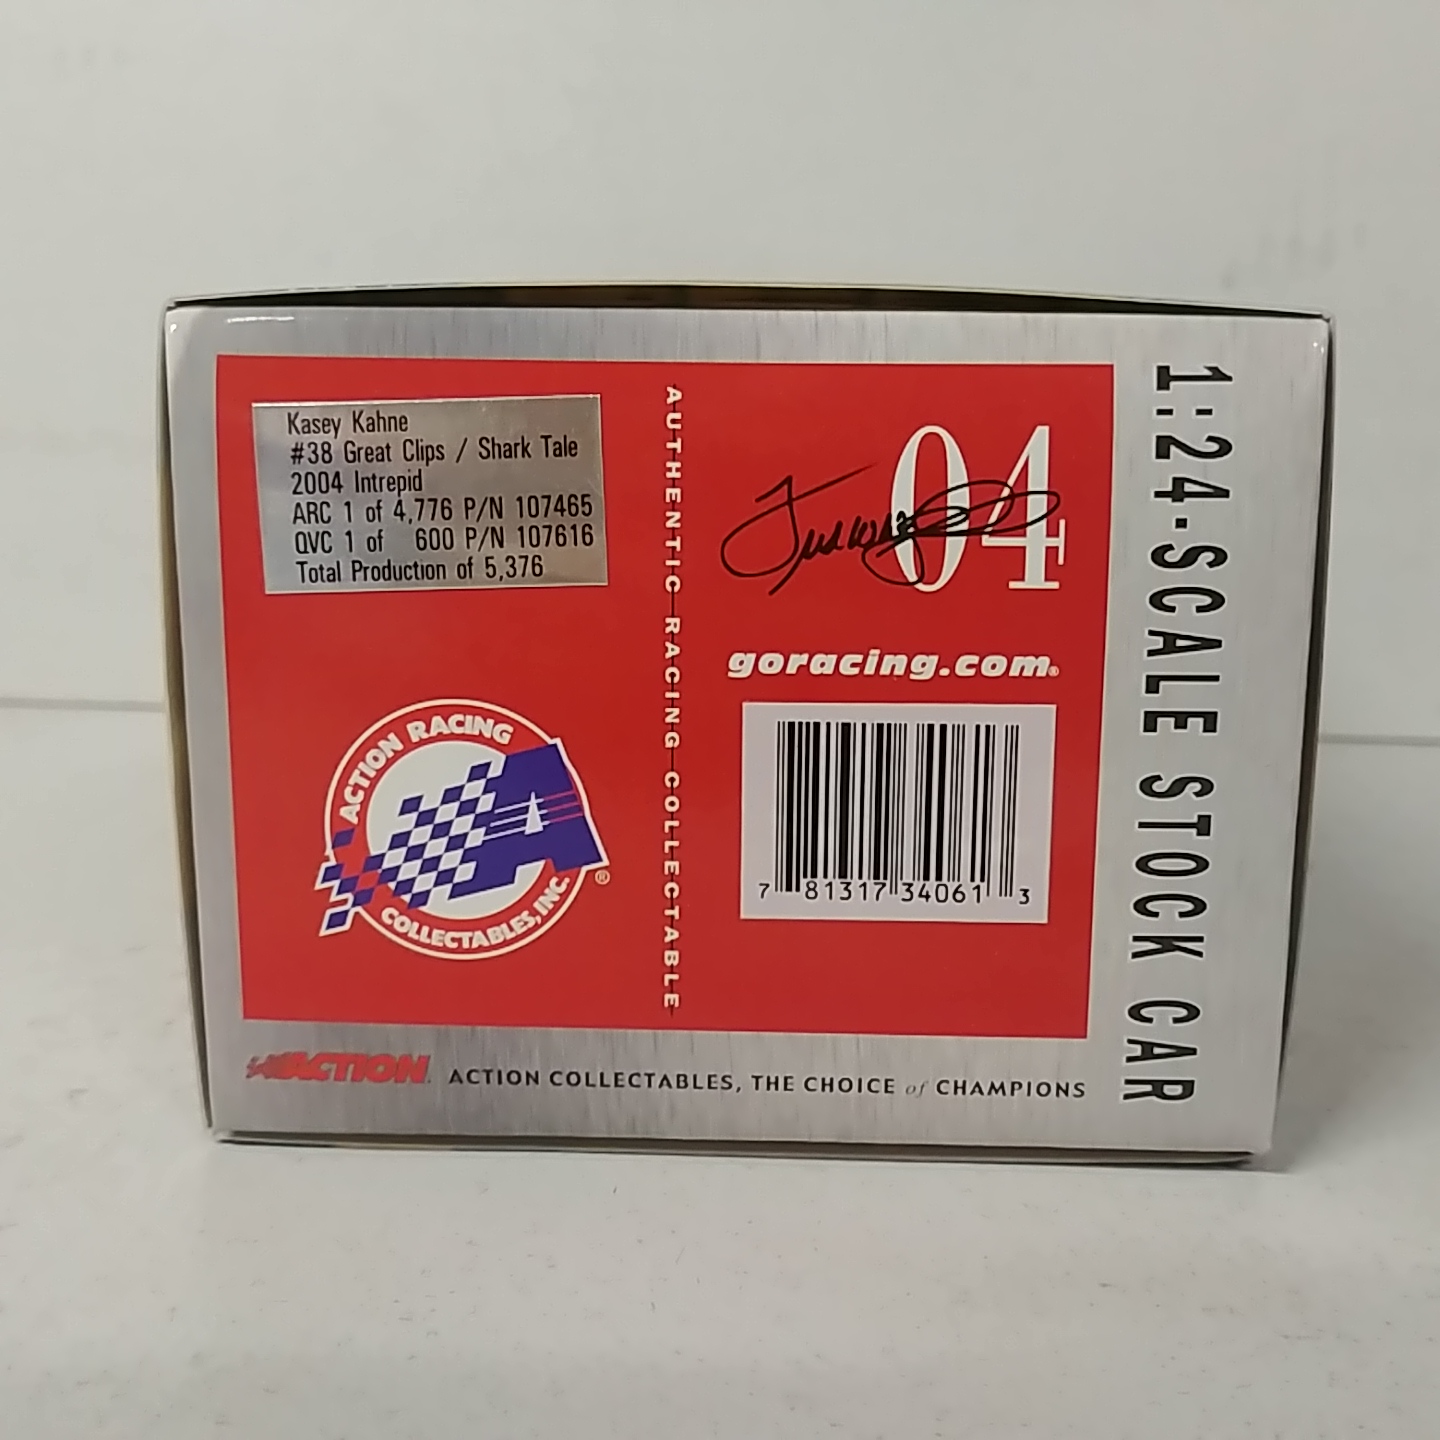 Kasey Kahne
#38 Great Clips / Shark Tale
2004 Intrepid
ARC 1 of 4,776 P/N 107465
QVC 1 of 600 P/N 107616
Total Production of 5,376
AUTHENTIC RACING COLLECTABLE
04
goracing.com®
7 81317 34061 3
ACTION RACING
COLLECTABLES, INC.
®
1:24-SCALE STOCK CAR
ACTION
ACTION COLLECTABLES, THE CHOICE of CHAMPIONS